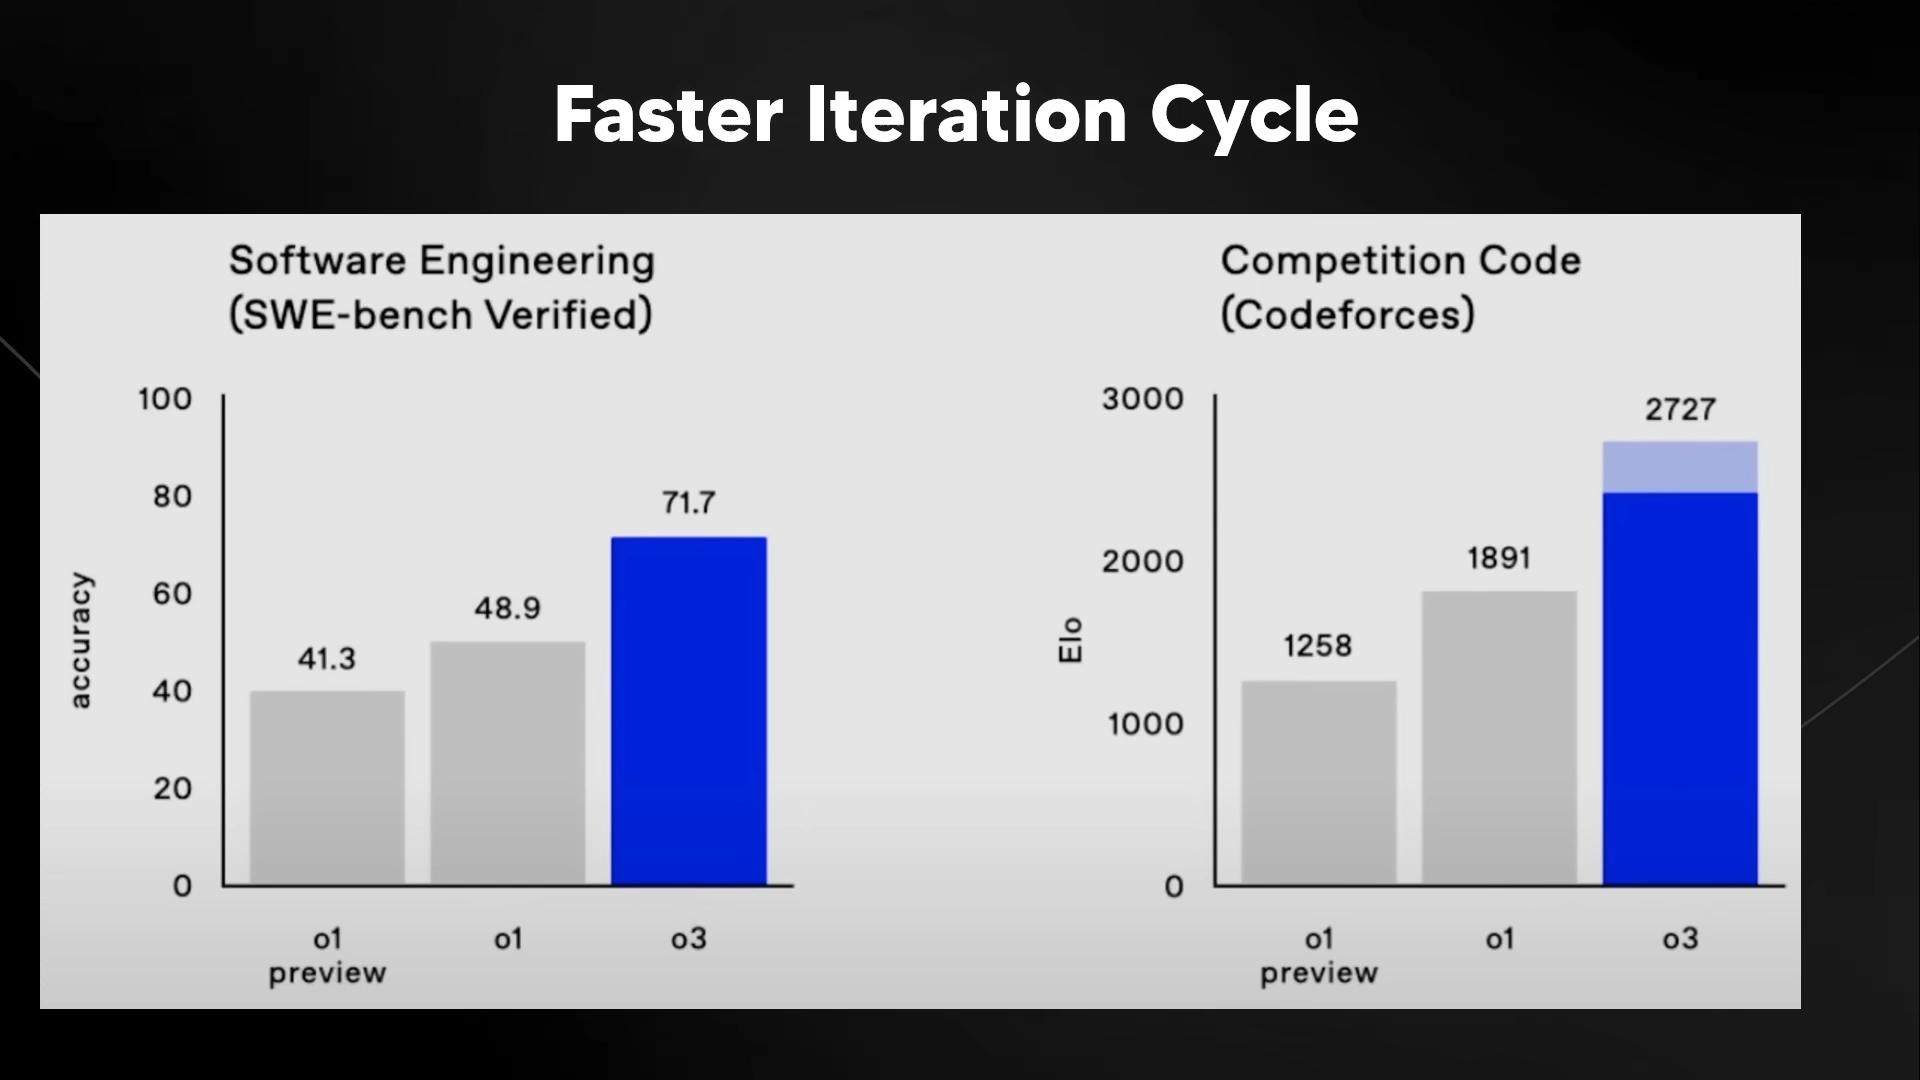 Faster Iteration Cycle
Software Engineering
(SWE-bench Verified)
100
80
60
40
20
0
accuracy
41.3
48.9
71.7
o1
preview
o1
o3
Competition Code
(Codeforces)
3000
2000
1000
0
Elo
1258
1891
2727
o1
preview
o1
o3